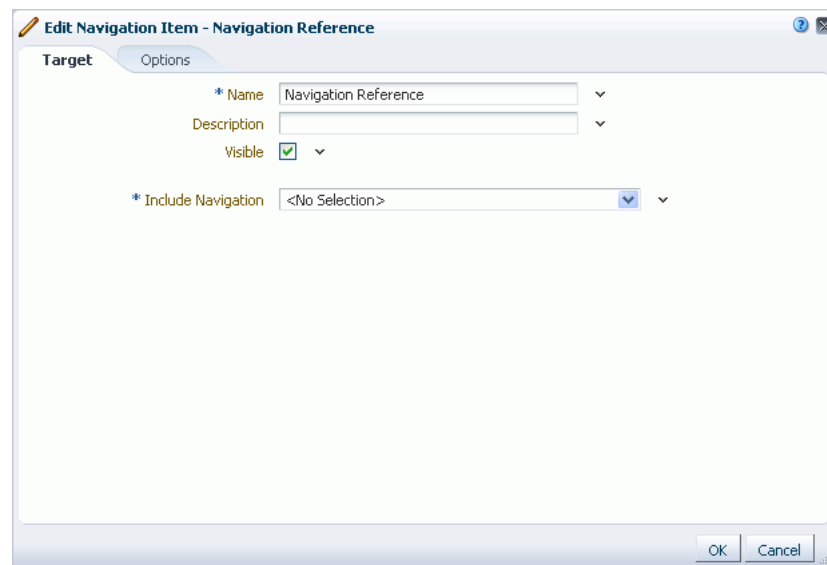 Edit Navigation Item - Navigation Reference
Target Options
* Name Navigation Reference
Description
Visible
* Include Navigation <No Selection>
OK Cancel